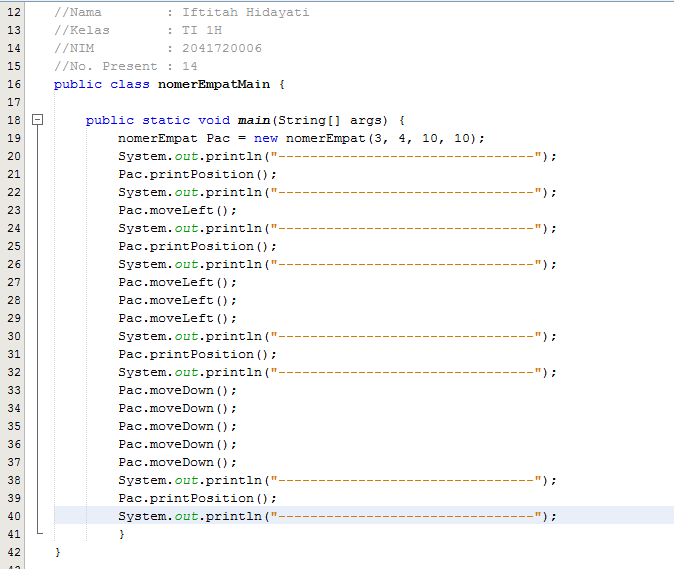 12 //Nama        : Iftitah Hidayati
13 //Kelas       : TI 1H
14 //NIM         : 2041720006
15 //No. Present : 14
16 public class nomerEmpatMain {
17
18     public static void main(String[] args) {
19         nomerEmpat Pac = new nomerEmpat(3, 4, 10, 10);
20         System.out.println("--------------------------------");
21         Pac.printPosition();
22         System.out.println("--------------------------------");
23         Pac.moveLeft();
24         System.out.println("--------------------------------");
25         Pac.printPosition();
26         System.out.println("--------------------------------");
27         Pac.moveLeft();
28         Pac.moveLeft();
29         Pac.moveLeft();
30         System.out.println("--------------------------------");
31         Pac.printPosition();
32         System.out.println("--------------------------------");
33         Pac.moveDown();
34         Pac.moveDown();
35         Pac.moveDown();
36         Pac.moveDown();
37         Pac.moveDown();
38         System.out.println("--------------------------------");
39         Pac.printPosition();
40         System.out.println("--------------------------------");
41         }
42 }